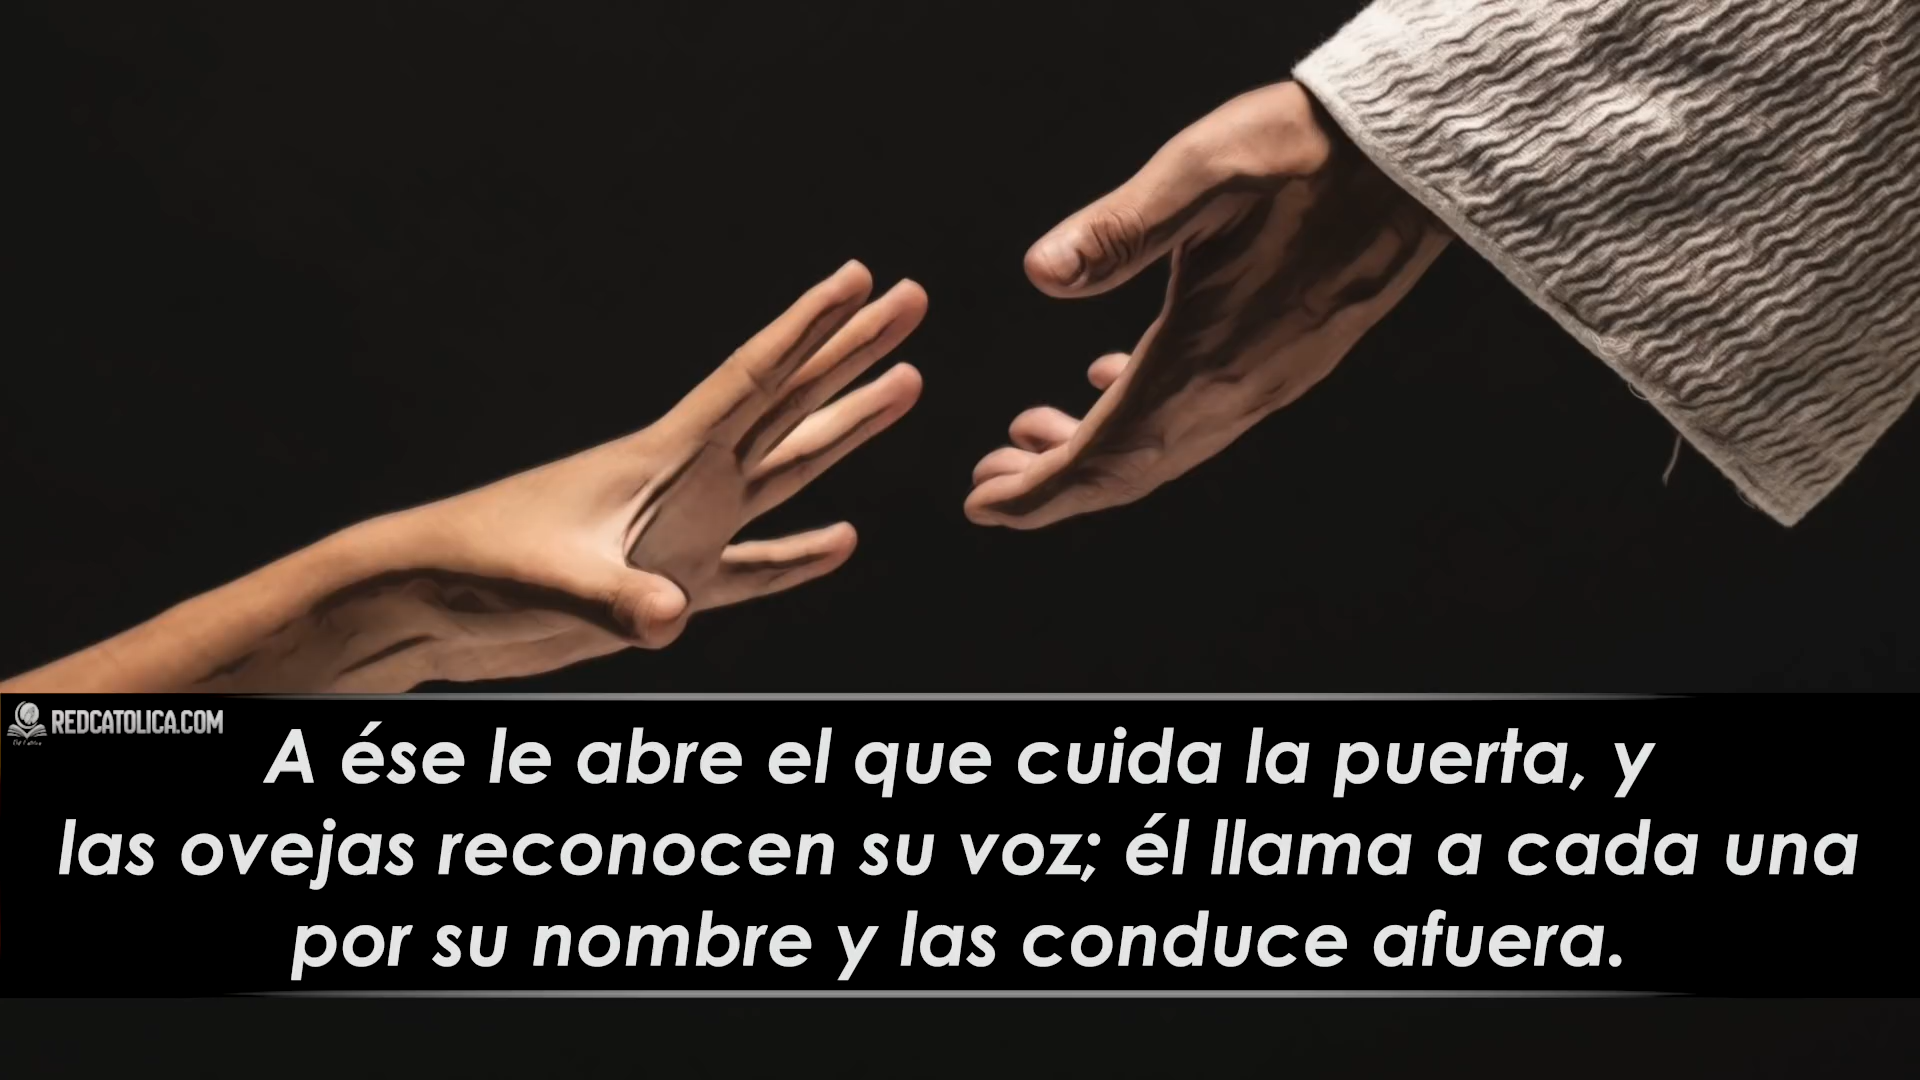 REDCATOLICA.COM
A ése le abre el que cuida la puerta, y
las ovejas reconocen su voz; él llama a cada una
por su nombre y las conduce afuera.